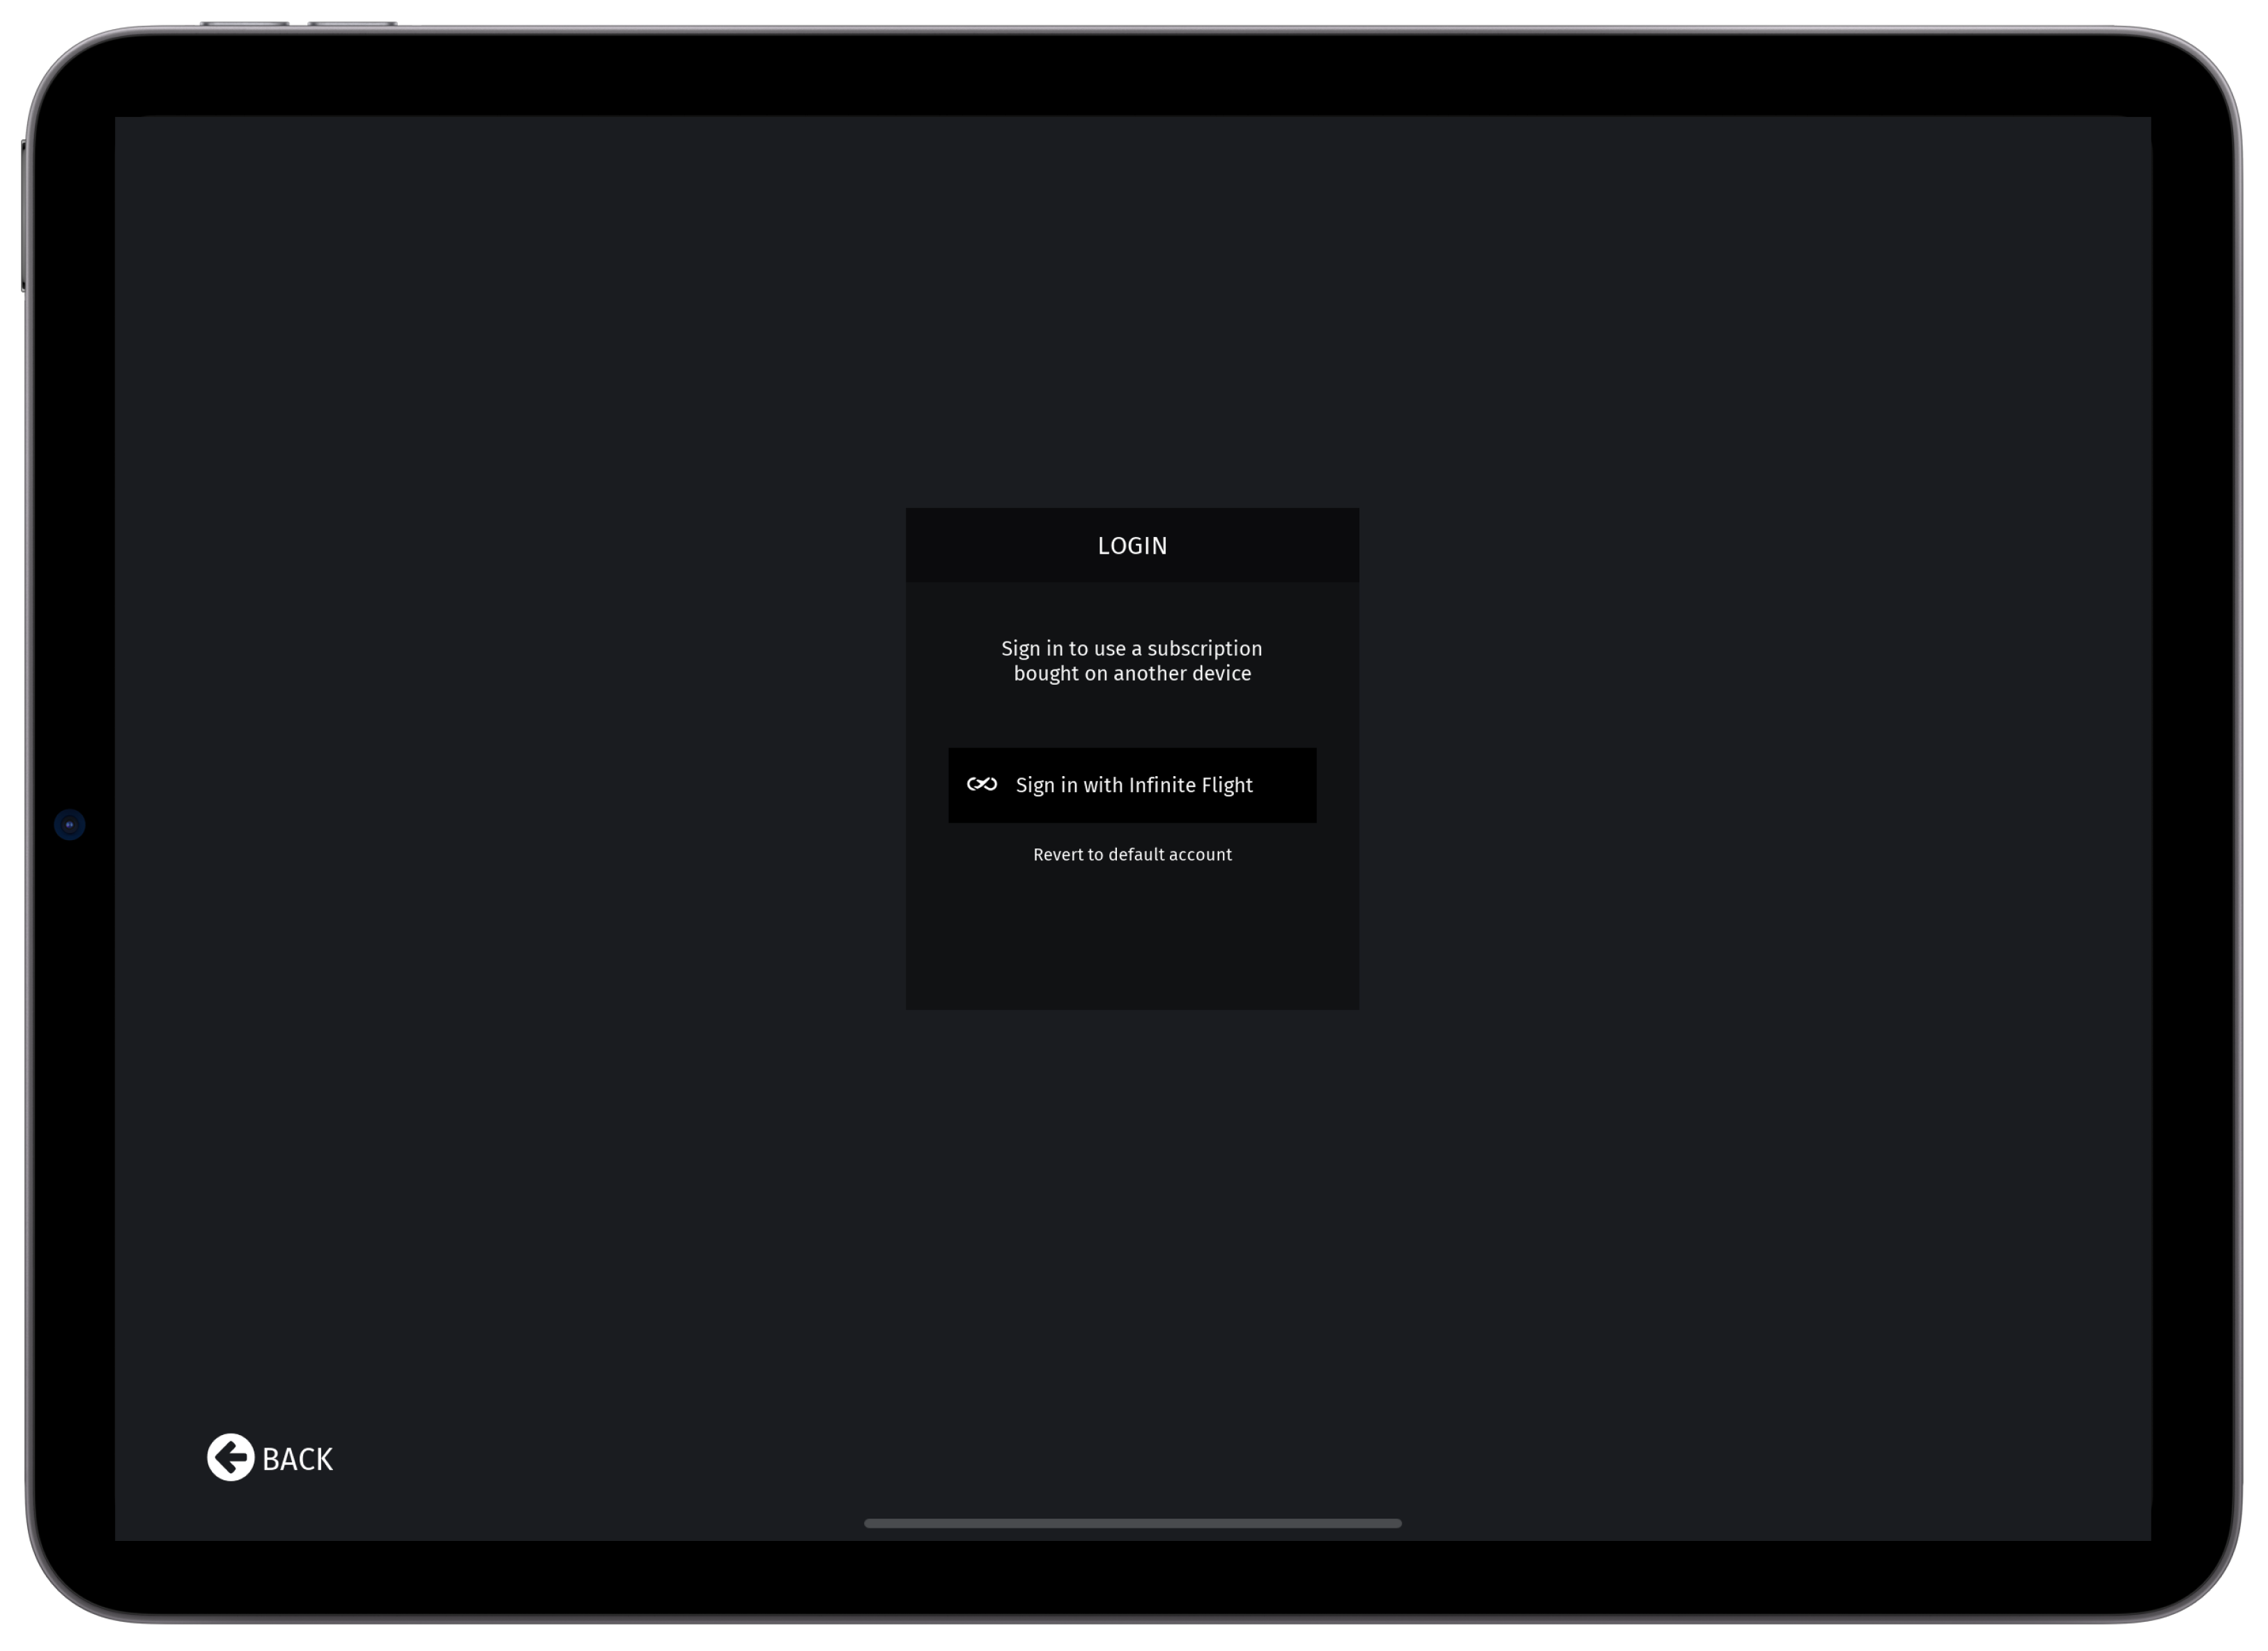 LOGIN
Sign in to use a subscription
bought on another device
Sign in with Infinite Flight
Revert to default account
BACK